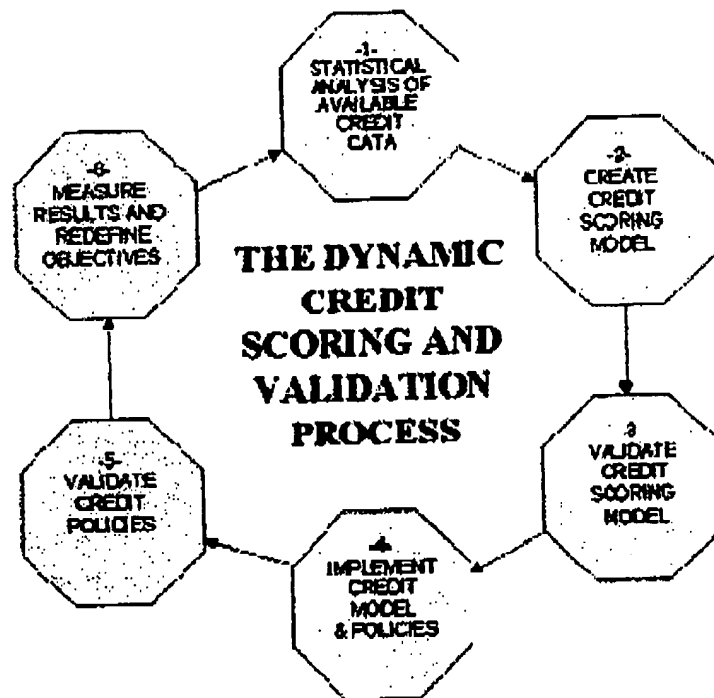 -1-
STATISTICAL
ANALYSIS OF
AVAILABLE
CREDIT
CATA
-2-
CREATE
CREDIT
SCORING
MODEL
3
VALIDATE
CREDIT
SCORING
MODEL
-4-
IMPLEMENT
CREDIT
MODEL
& POLICIES
-5-
VALIDATE
CREDIT
POLICIES
-6-
MEASURE
RESULTS AND
REDEFINE
OBJECTIVES
THE DYNAMIC
CREDIT
SCORING AND
VALIDATION
PROCESS